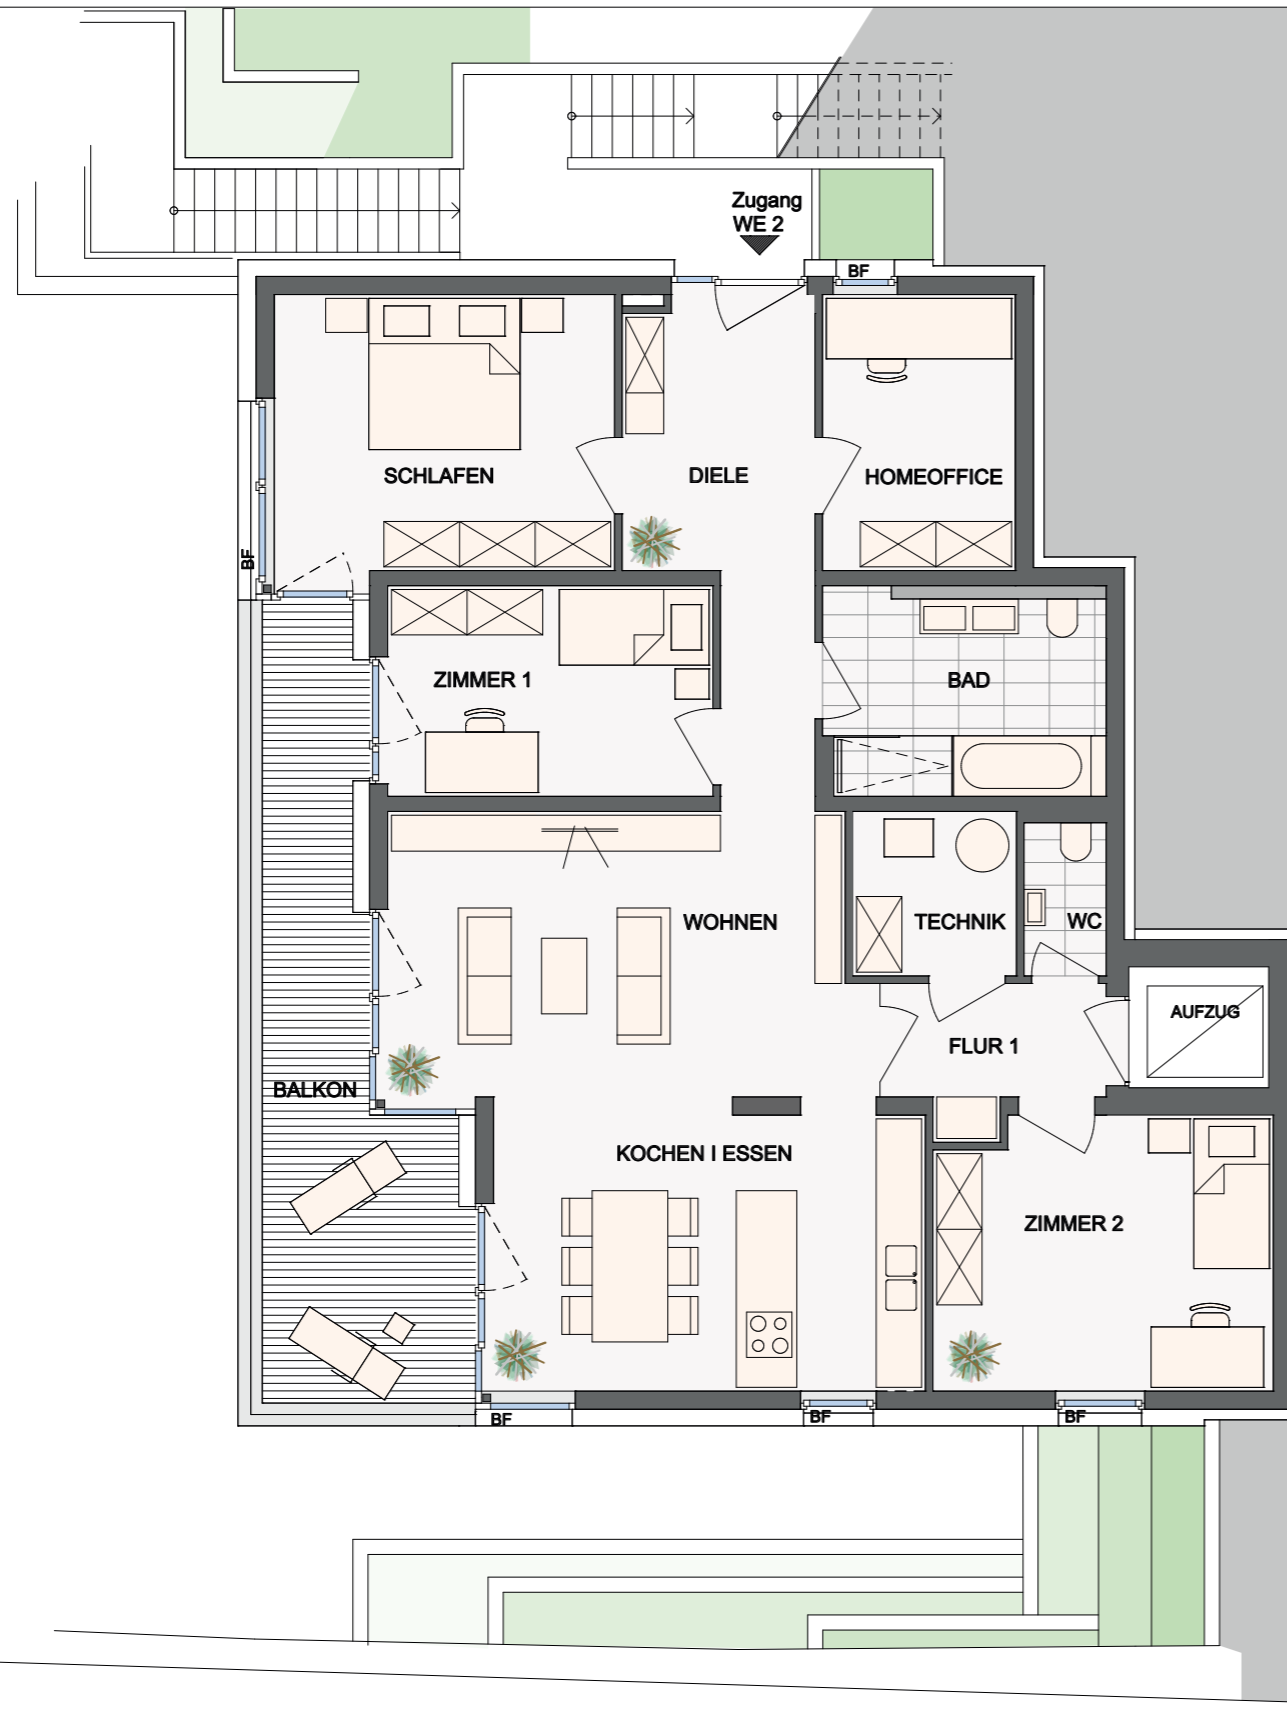 Zugang
WE 2
BF
SCHLAFEN
DIELE
HOMEOFFICE
BF
ZIMMER 1
BAD
WOHNEN
TECHNIK
WC
AUFZUG
FLUR 1
BALKON
KOCHEN I ESSEN
ZIMMER 2
BF
BF
BF